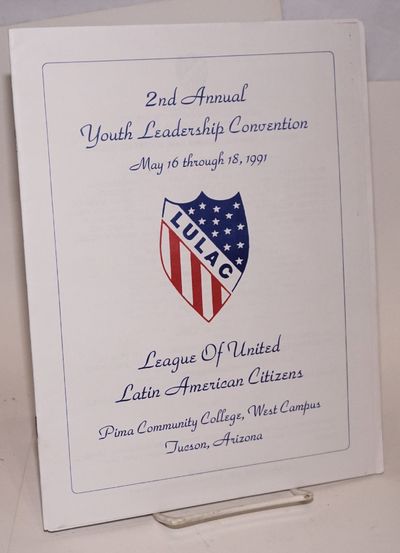 2nd Annual
Youth Leadership Convention
May 16 through 18, 1991
LULAC
League Of United
Latin American Citizens
Pima Community College, West Campus
Tucson, Arizona